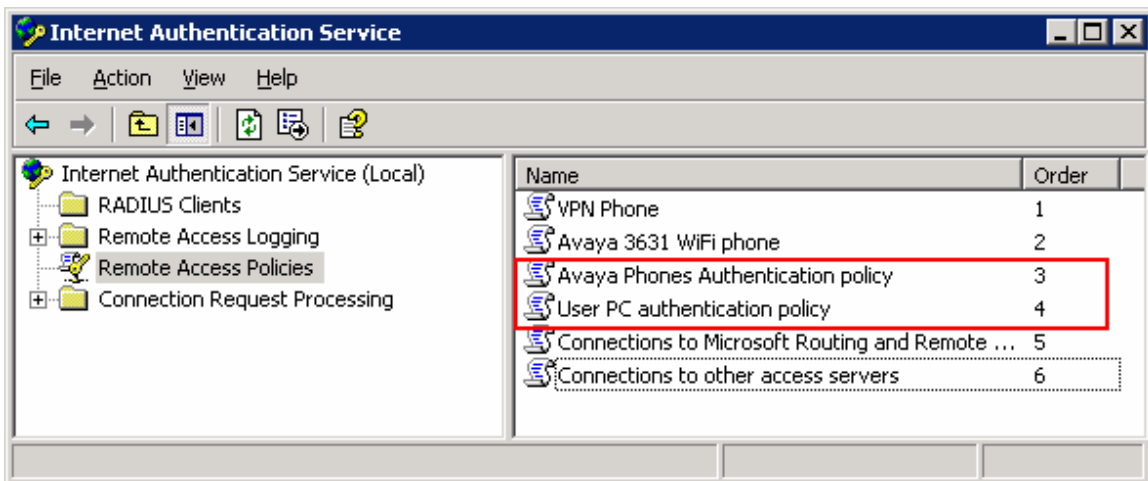 Internet Authentication Service
File Action View Help
Internet Authentication Service (Local)
RADIUS Clients
Remote Access Logging
Remote Access Policies
Connection Request Processing
Name Order
VPN Phone 1
Avaya 3631 WiFi phone 2
Avaya Phones Authentication policy 3
User PC authentication policy 4
Connections to Microsoft Routing and Remote ... 5
Connections to other access servers 6